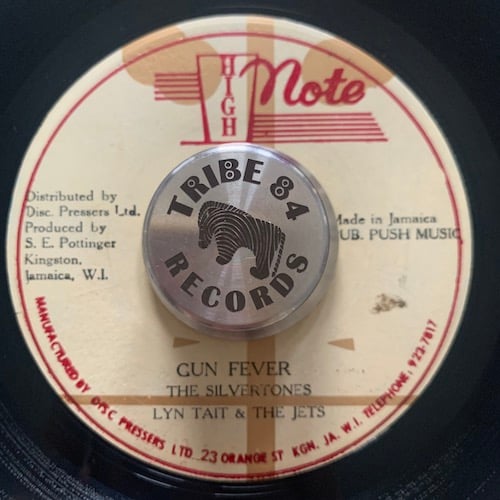 HIGH Note
Distributed by
Disc. Pressers Ltd.
Produced by
S. E. Pottinger
Kingston,
Jamaica, W.I.
Made in Jamaica
PUB. PUSH MUSIC
TRIBE 84
RECORDS
GUN FEVER
THE SILVERTONES
LYN TAIT & THE JETS
MANUFACTURED BY DISC PRESSERS LTD. 23 ORANGE ST KGN. JA. W. I. TELEPHONE: 923-7817